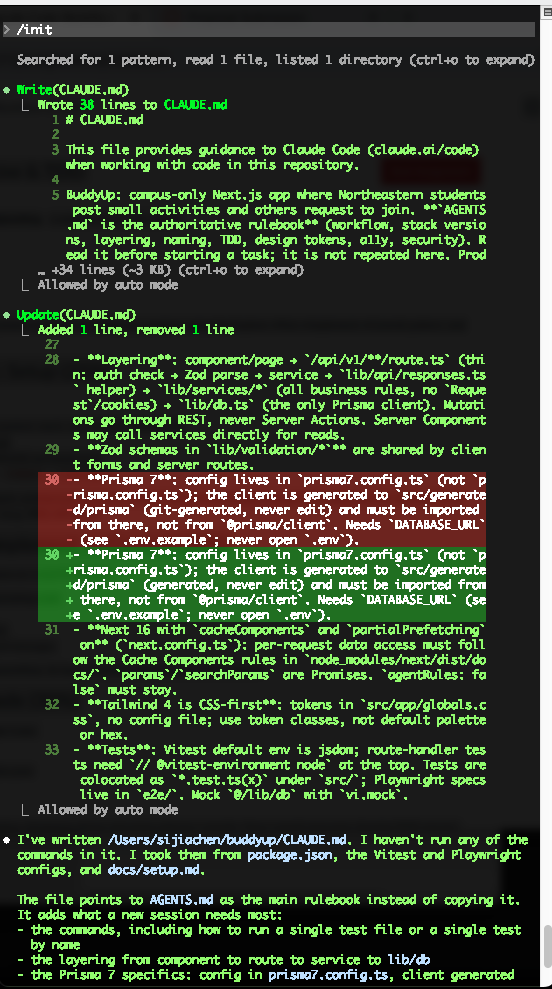 > /init
Searched for 1 pattern, read 1 file, listed 1 directory (ctrl+o to expand)
● Write(CLAUDE.md)
⎿ Wrote 38 lines to CLAUDE.md
1 # CLAUDE.md
2
3 This file provides guidance to Claude Code (claude.ai/code)
when working with code in this repository.
4
5 BuddyUp: campus-only Next.js app where Northeastern students
post small activities and others request to join. **`AGENTS
.md` is the authoritative rulebook** (workflow, stack versio
ns, layering, naming, TDD, design tokens, a11y, security). R
ead it before starting a task; it is not repeated here. Prod
… +34 lines (~3 KB) (ctrl+o to expand)
⎿ Allowed by auto mode
● Update(CLAUDE.md)
⎿ Added 1 line, removed 1 line
27
28 - **Layering**: component/page → `/api/v1/**/route.ts` (thi
n: auth check → Zod parse → service → `lib/api/responses.ts
` helper) → `lib/services/*` (all business rules, no `Reque
st`/cookies) → `lib/db.ts` (the only Prisma client). Mutati
ons go through REST, never Server Actions. Server Component
s may call services directly for reads.
29 - **Zod schemas in `lib/validation/*`** are shared by clien
t forms and server routes.
30 -- **Prisma 7**: config lives in `prisma7.config.ts` (not `p
-risma.config.ts`); the client is generated to `src/generate
-d/prisma` (git-generated, never edit) and must be imported
-from there, not from `@prisma/client`. Needs `DATABASE_URL`
- (see `.env.example`; never open `.env`).
30 +- **Prisma 7**: config lives in `prisma7.config.ts` (not `p
+risma.config.ts`); the client is generated to `src/generate
+d/prisma` (generated, never edit) and must be imported from
+ there, not from `@prisma/client`. Needs `DATABASE_URL` (se
+e `.env.example`; never open `.env`).
31 - **Next 16 with `cacheComponents` and `partialPrefetching`
on** (`next.config.ts`): per-request data access must foll
ow the Cache Components rules in `node_modules/next/dist/do
cs/`. `params`/`searchParams` are Promises. `agentRules: fa
lse` must stay.
32 - **Tailwind 4 is CSS-first**: tokens in `src/app/globals.c
ss`, no config file; use token classes, not default palette
or hex.
33 - **Tests**: Vitest default env is jsdom; route-handler tes
ts need `// @vitest-environment node` at the top. Tests are
colocated as `*.test.ts(x)` under `src/`; Playwright specs
live in `e2e/`. Mock `@/lib/db` with `vi.mock`.
⎿ Allowed by auto mode
● I've written /Users/sijiachen/buddyup/CLAUDE.md. I haven't run any of the
commands in it. I took them from package.json, the Vitest and Playwright
configs, and docs/setup.md.
The file points to AGENTS.md as the main rulebook instead of copying it.
It adds what a new session needs most:
- the commands, including how to run a single test file or a single test
by name
- the layering from component to route to service to lib/db
- the Prisma 7 specifics: config in prisma7.config.ts, client generated